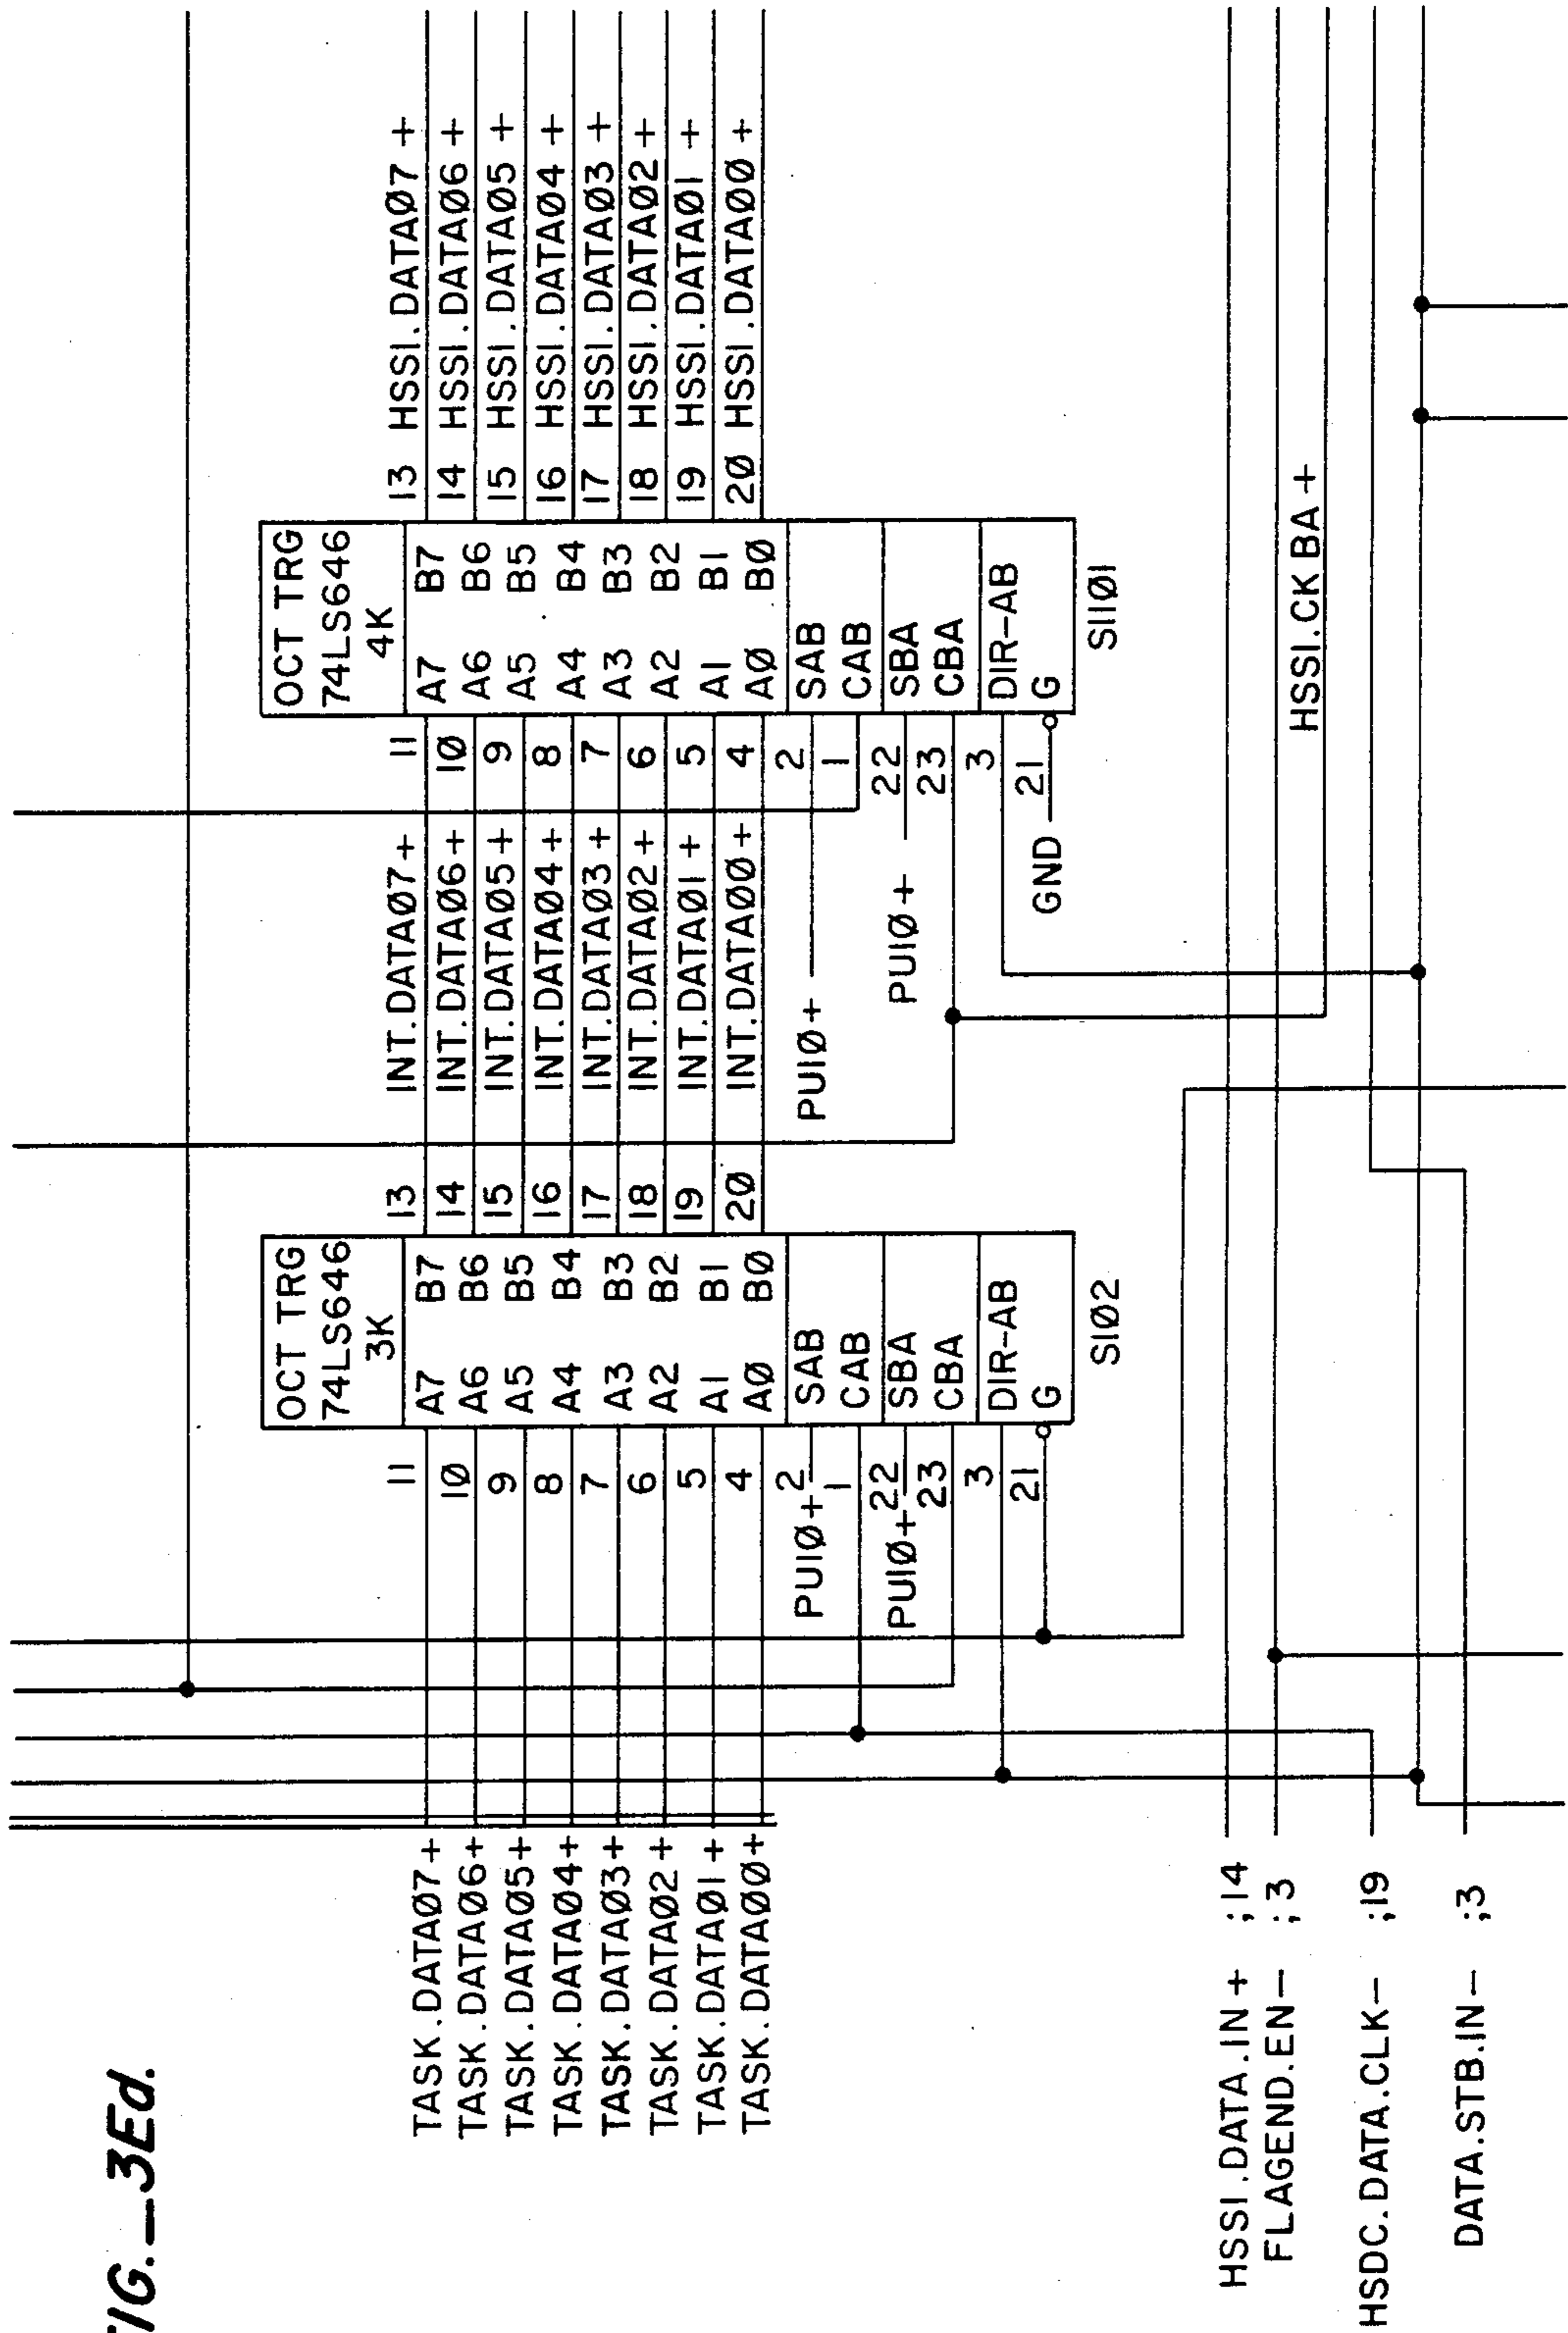 FIG._3Ed.
TASK.DATAØ7+
TASK.DATAØ6+
TASK.DATAØ5+
TASK.DATAØ4+
TASK.DATAØ3+
TASK.DATAØ2+
TASK.DATAØ1+
TASK.DATAØØ+
OCT TRG
74LS646
3K
11 A7 B7 13
1Ø A6 B6 14
9 A5 B5 15
8 A4 B4 16
7 A3 B3 17
6 A2 B2 18
5 A1 B1 19
4 AØ BØ 2Ø
PU1Ø+ 2 SAB
1 CAB
PU1Ø+ 22 SBA
23 CBA
3 DIR-AB
21 G
S1Ø2
INT.DATAØ7+
INT.DATAØ6+
INT.DATAØ5+
INT.DATAØ4+
INT.DATAØ3+
INT.DATAØ2+
INT.DATAØ1+
INT.DATAØØ+
OCT TRG
74LS646
4K
11 A7 B7 13 HSSI.DATAØ7+
1Ø A6 B6 14 HSSI.DATAØ6+
9 A5 B5 15 HSSI.DATAØ5+
8 A4 B4 16 HSSI.DATAØ4+
7 A3 B3 17 HSSI.DATAØ3+
6 A2 B2 18 HSSI.DATAØ2+
5 A1 B1 19 HSSI.DATAØ1+
4 AØ BØ 2Ø HSSI.DATAØØ+
PU1Ø+ 2 SAB
1 CAB
PU1Ø+ 22 SBA
23 CBA
3 DIR-AB
GND 21 G
S11Ø1
HSSI.DATA.IN+ ;14
FLAGEND.EN- ;3
HSSI.CK BA+
HSDC.DATA.CLK- ;19
DATA.STB.IN- ;3